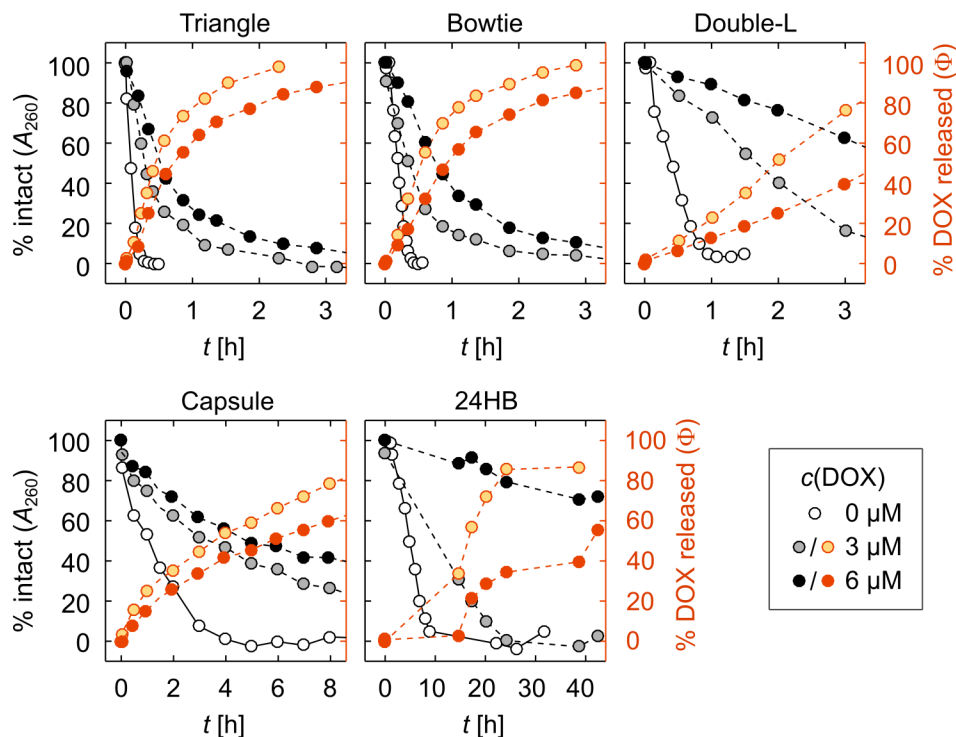 Triangle
Bowtie
Double-L
% intact (A260)
100
80
60
40
20
0
0 1 2 3
t [h]
0 1 2 3
t [h]
0 1 2 3
t [h]
100
80
60
40
20
0
% DOX released (Φ)
Capsule
24HB
% intact (A260)
100
80
60
40
20
0
0 2 4 6 8
t [h]
0 10 20 30 40
t [h]
100
80
60
40
20
0
% DOX released (Φ)
c(DOX)
0 µM
/ 3 µM
/ 6 µM